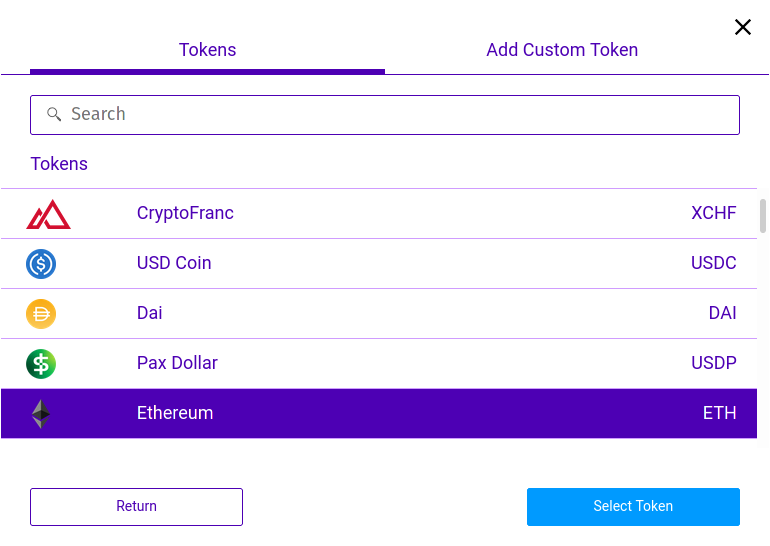 Tokens Add Custom Token
Search
Tokens
CryptoFranc XCHF
USD Coin USDC
Dai DAI
Pax Dollar USDP
Ethereum ETH
Return Select Token